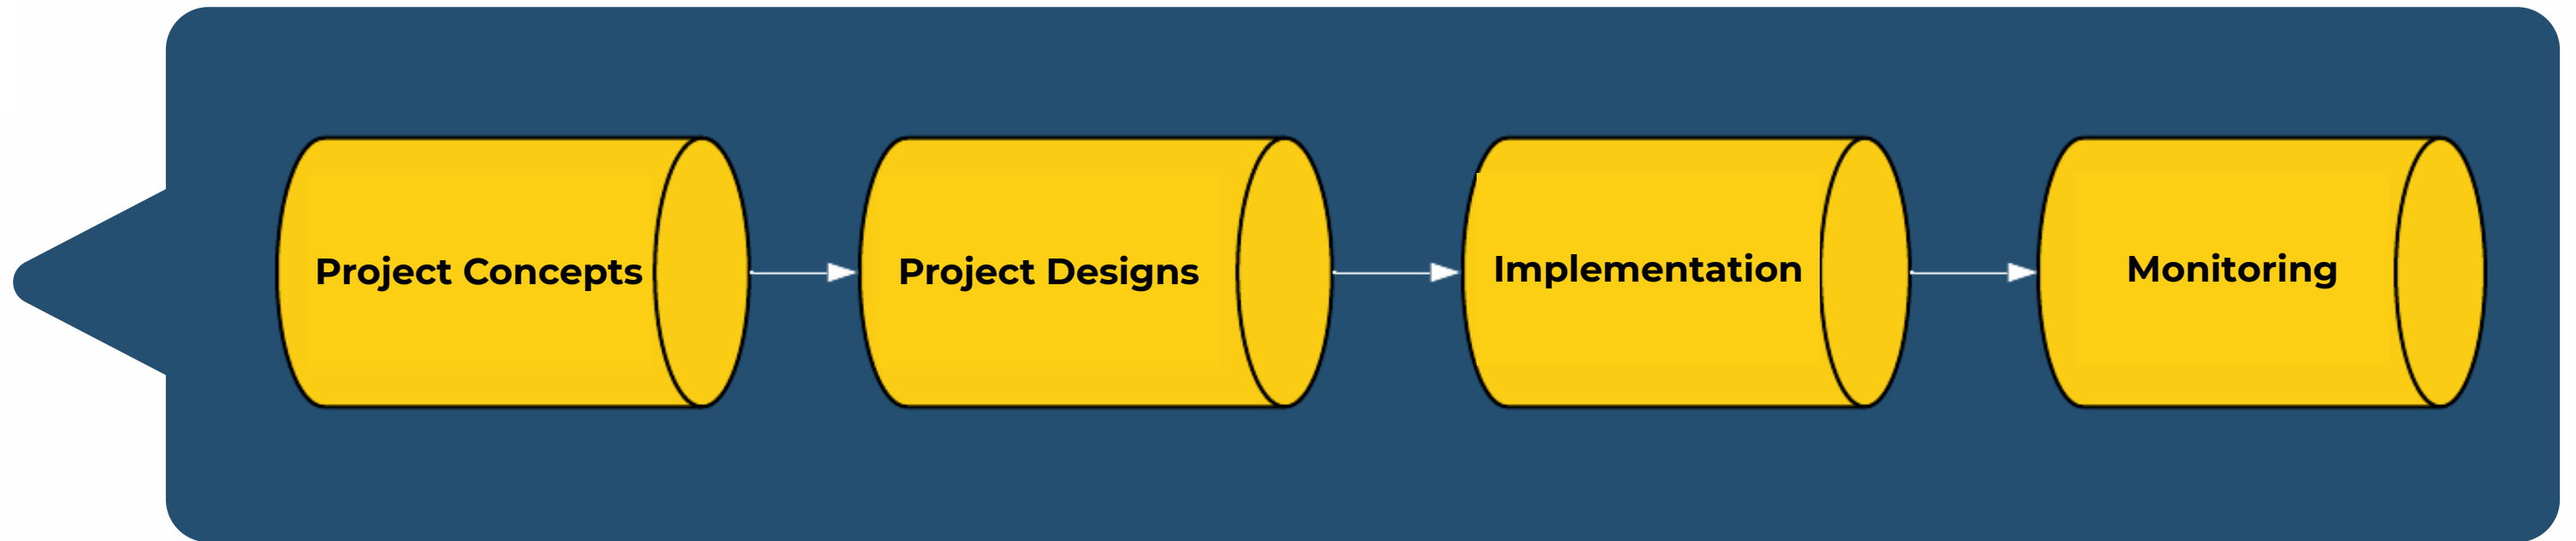 Project Concepts
Project Designs
Implementation
Monitoring